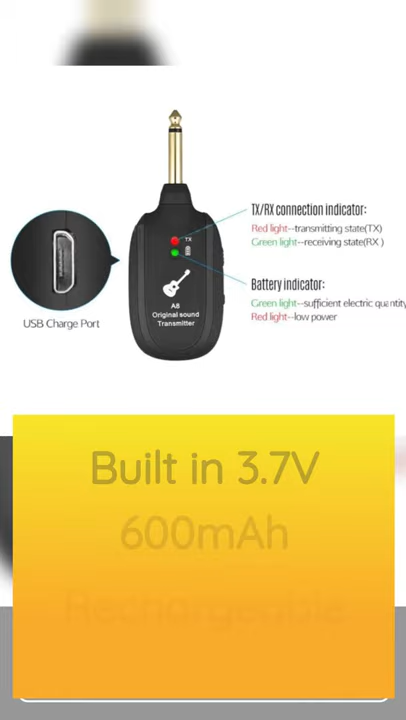 TX/RX connection indicator:
Red light--transmitting state(TX)
Green light--receiving state(RX )
TX
Battery indicator:
Green light--sufficient electric quantity
Red light--low power
A8
Original sound
Transmitter
USB Charge Port
Built in 3.7V
600mAh
Rechargeable